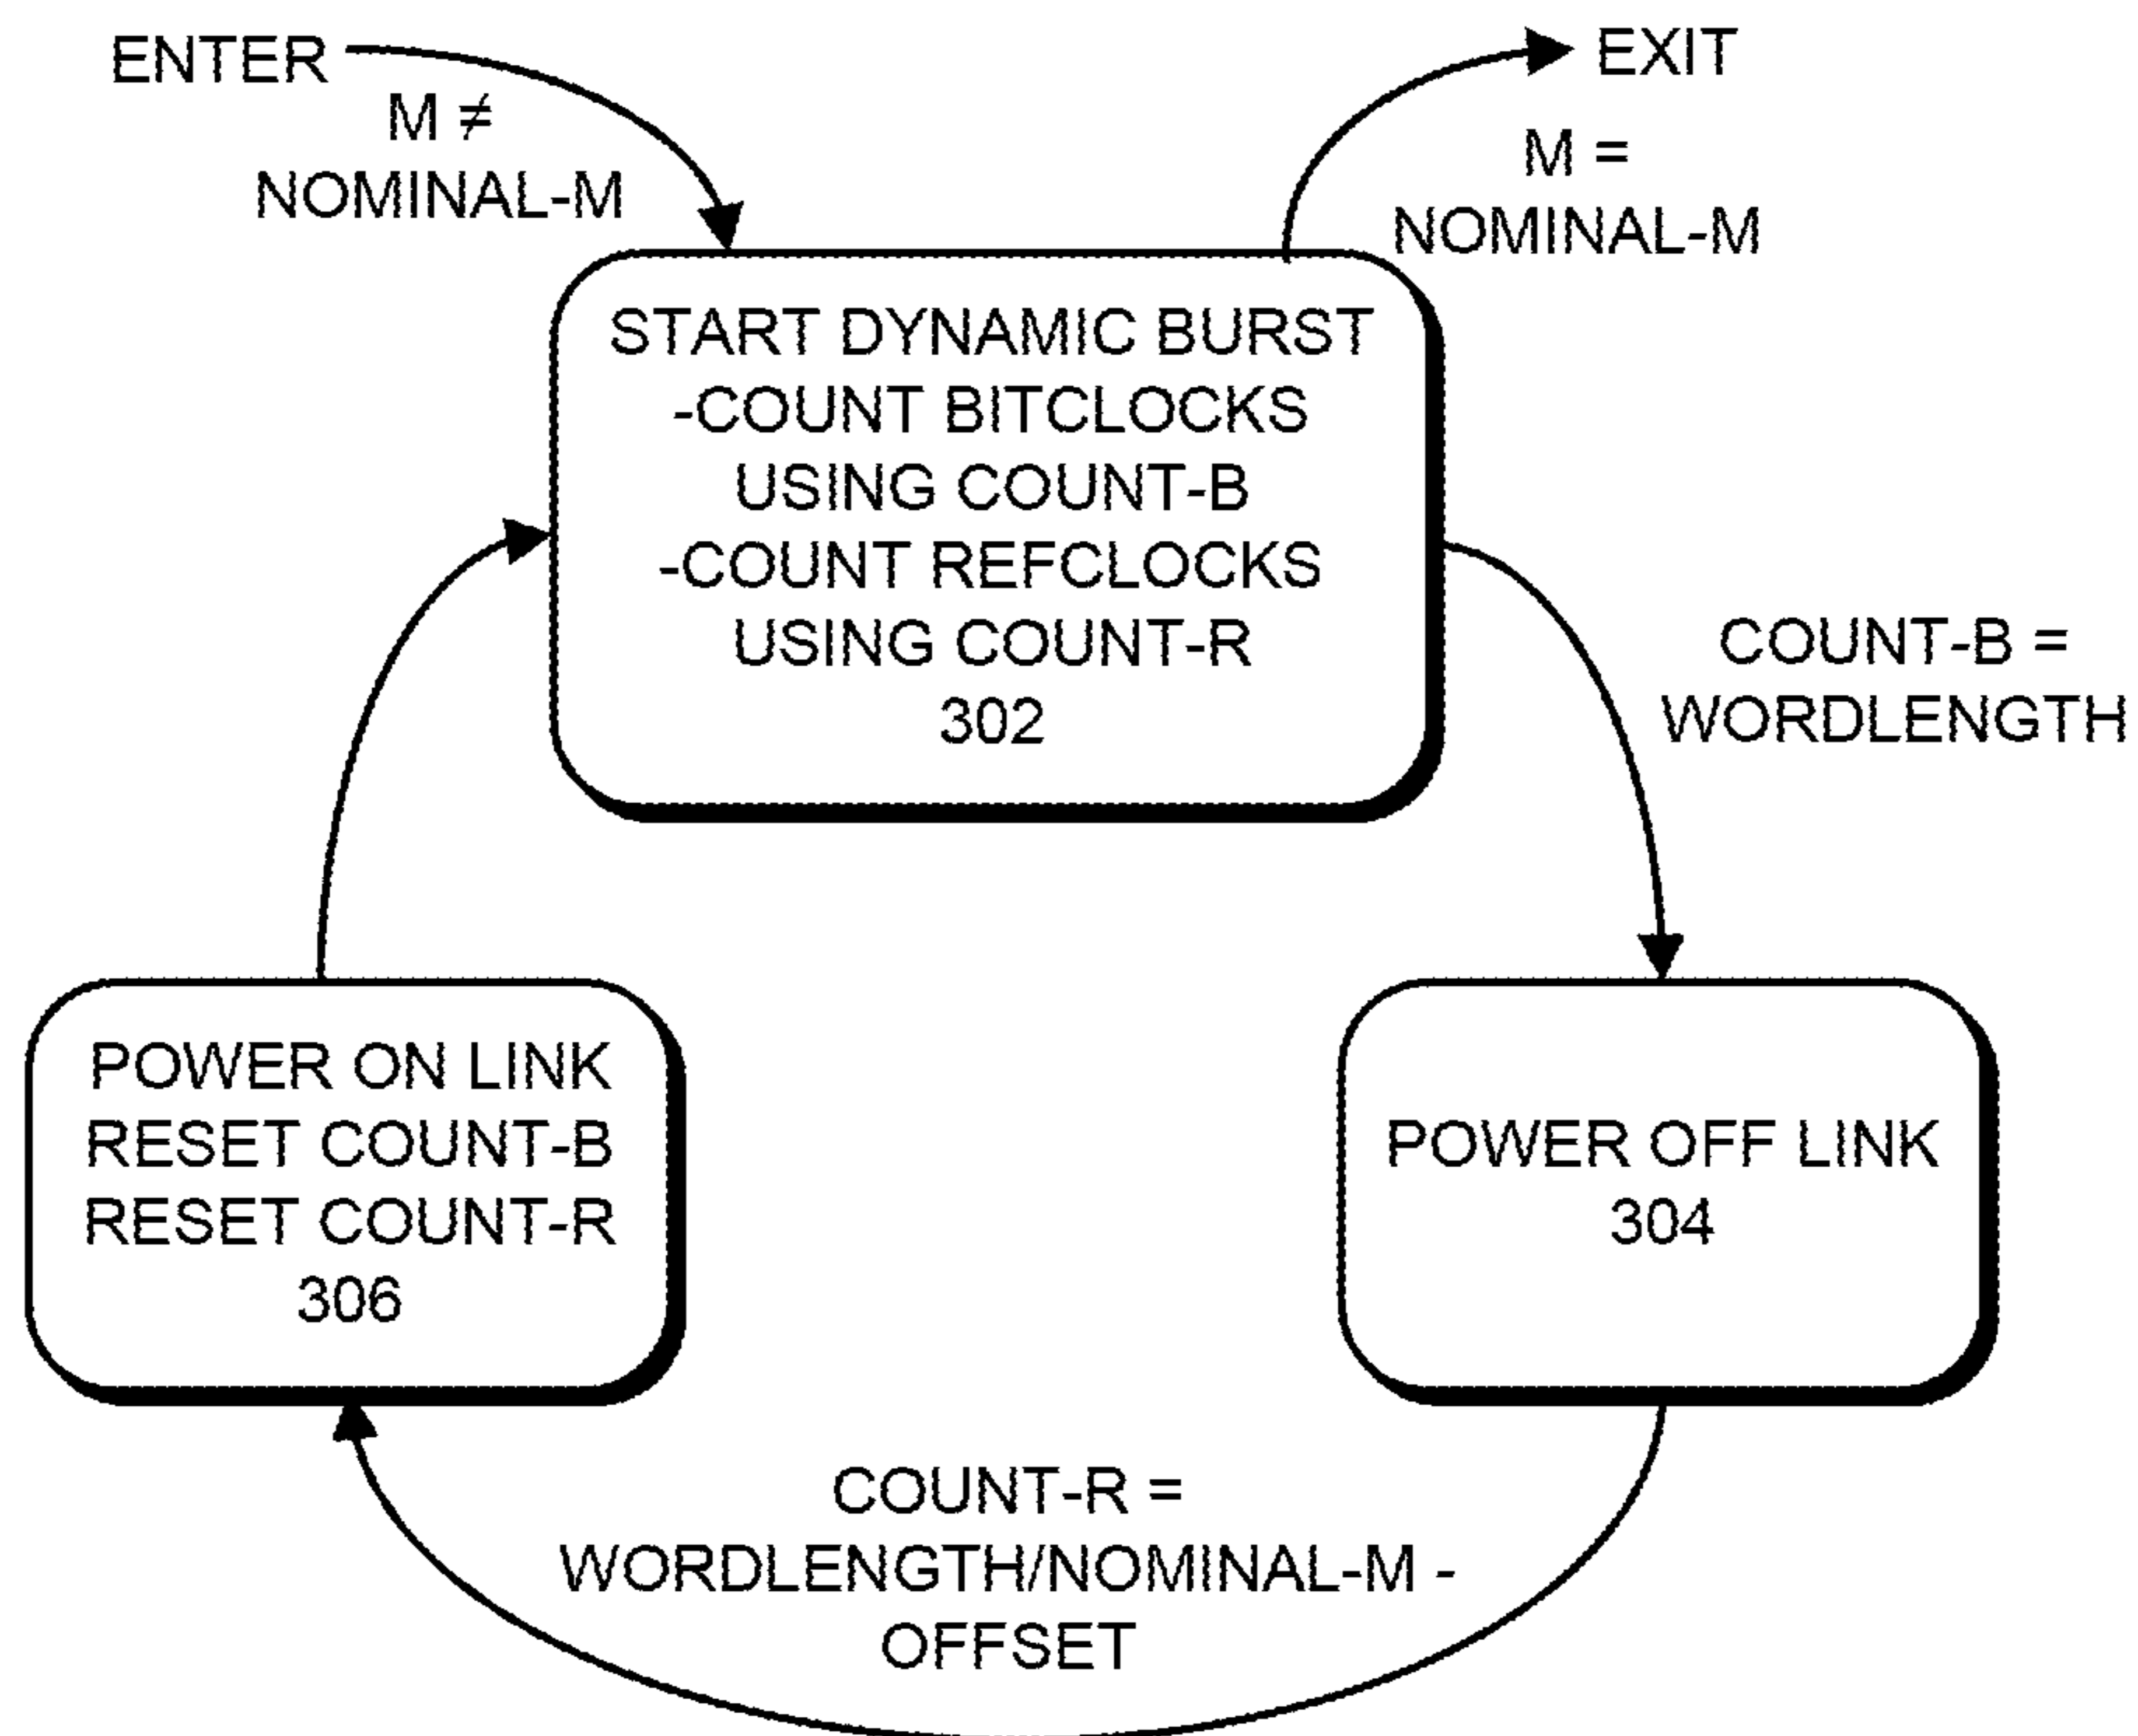 ENTER
M ≠
NOMINAL-M
EXIT
M =
NOMINAL-M
START DYNAMIC BURST
-COUNT BITCLOCKS
USING COUNT-B
-COUNT REFCLOCKS
USING COUNT-R
302
COUNT-B =
WORDLENGTH
POWER ON LINK
RESET COUNT-B
RESET COUNT-R
306
POWER OFF LINK
304
COUNT-R =
WORDLENGTH/NOMINAL-M -
OFFSET